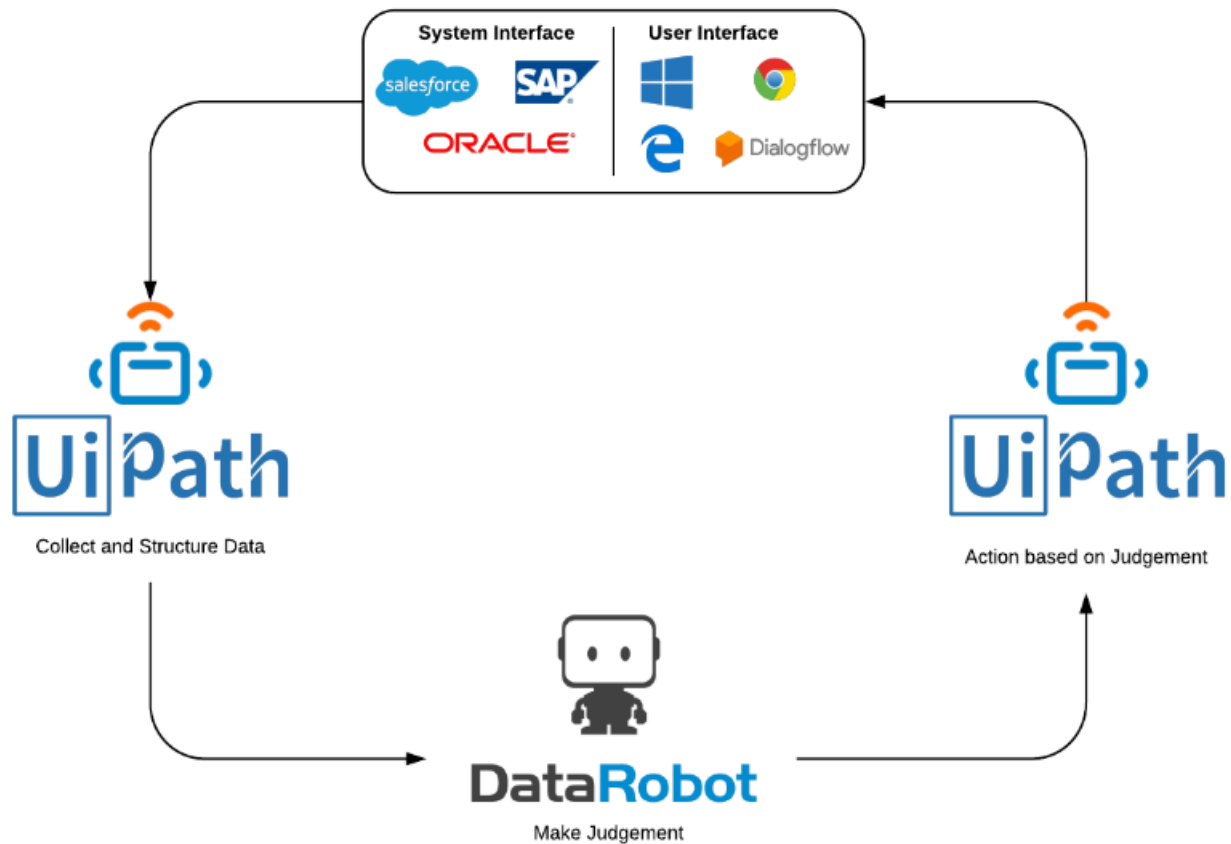 System Interface
User Interface
salesforce
SAP
®
ORACLE®
Dialogflow
UiPath
Collect and Structure Data
UiPath
Action based on Judgement
DataRobot
Make Judgement